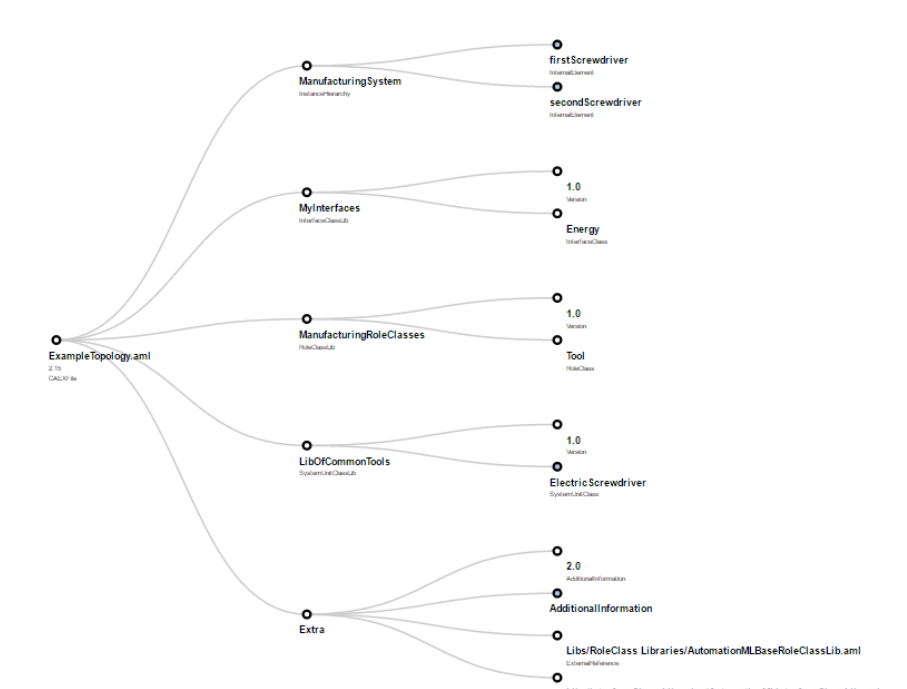 firstScrewdriver
InternalElement
ManufacturingSystem
InstanceHierarchy
secondScrewdriver
InternalElement
1.0
Version
MyInterfaces
InterfaceClassLib
Energy
InterfaceClass
1.0
Version
ManufacturingRoleClasses
RoleClassLib
Tool
RoleClass
ExampleTopology.aml
2.15
CAEXFile
1.0
Version
LibOfCommonTools
SystemUnitClassLib
ElectricScrewdriver
SystemUnitClass
2.0
AdditionalInformation
AdditionalInformation
Extra
Libs/RoleClass Libraries/AutomationMLBaseRoleClassLib.aml
ExternalReference